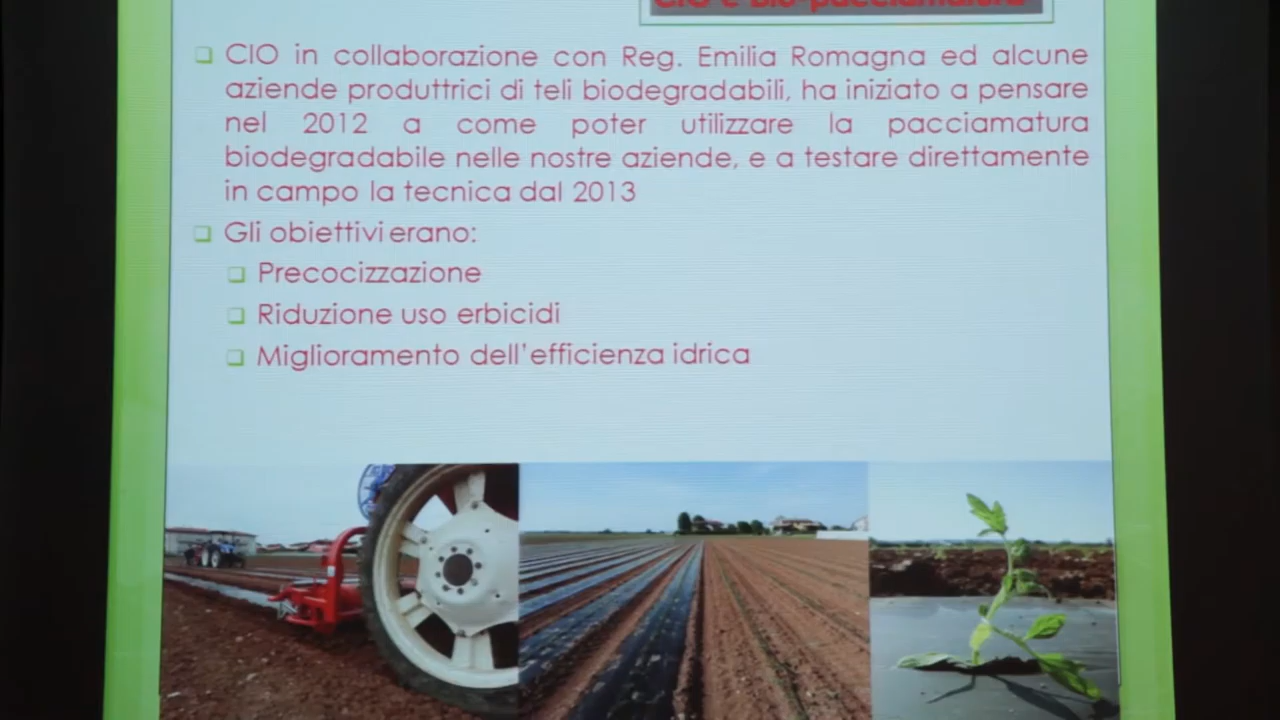 CIO e Bio-pacciamatura
CIO in collaborazione con Reg. Emilia Romagna ed alcune
aziende produttrici di teli biodegradabili, ha iniziato a pensare
nel 2012 a come poter utilizzare la pacciamatura
biodegradabile nelle nostre aziende, e a testare direttamente
in campo la tecnica dal 2013
Gli obiettivi erano:
Precocizzazione
Riduzione uso erbicidi
Miglioramento dell'efficienza idrica